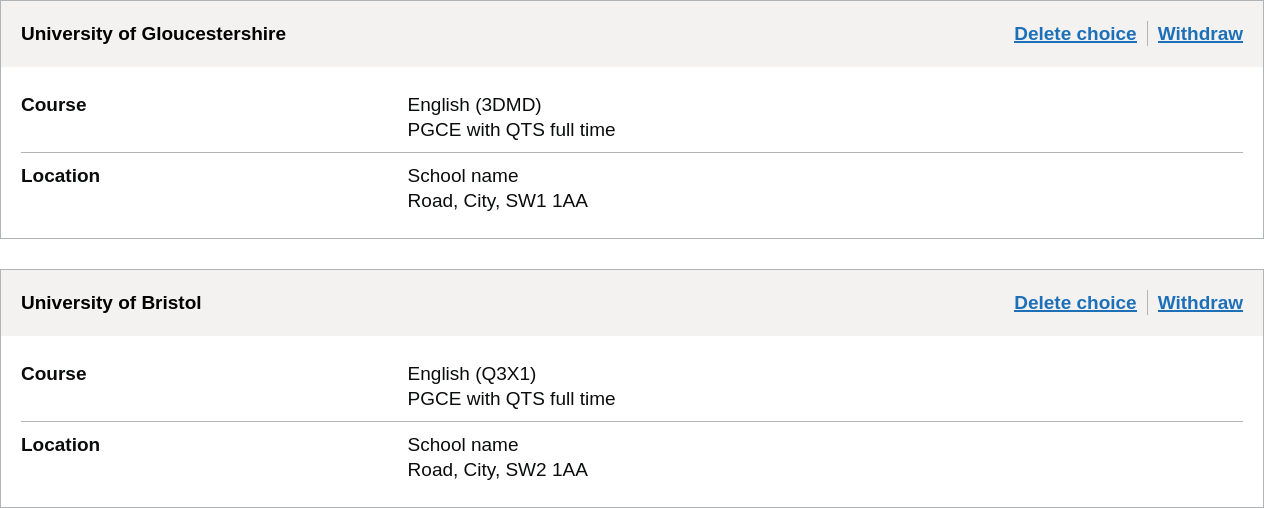 University of Gloucestershire
Delete choice
Withdraw
Course
English (3DMD)
PGCE with QTS full time
Location
School name
Road, City, SW1 1AA
University of Bristol
Delete choice
Withdraw
Course
English (Q3X1)
PGCE with QTS full time
Location
School name
Road, City, SW2 1AA